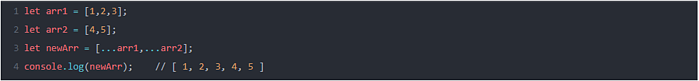 1 let arr1 = [1,2,3];
2 let arr2 = [4,5];
3 let newArr = [...arr1,...arr2];
4 console.log(newArr);    // [ 1, 2, 3, 4, 5 ]